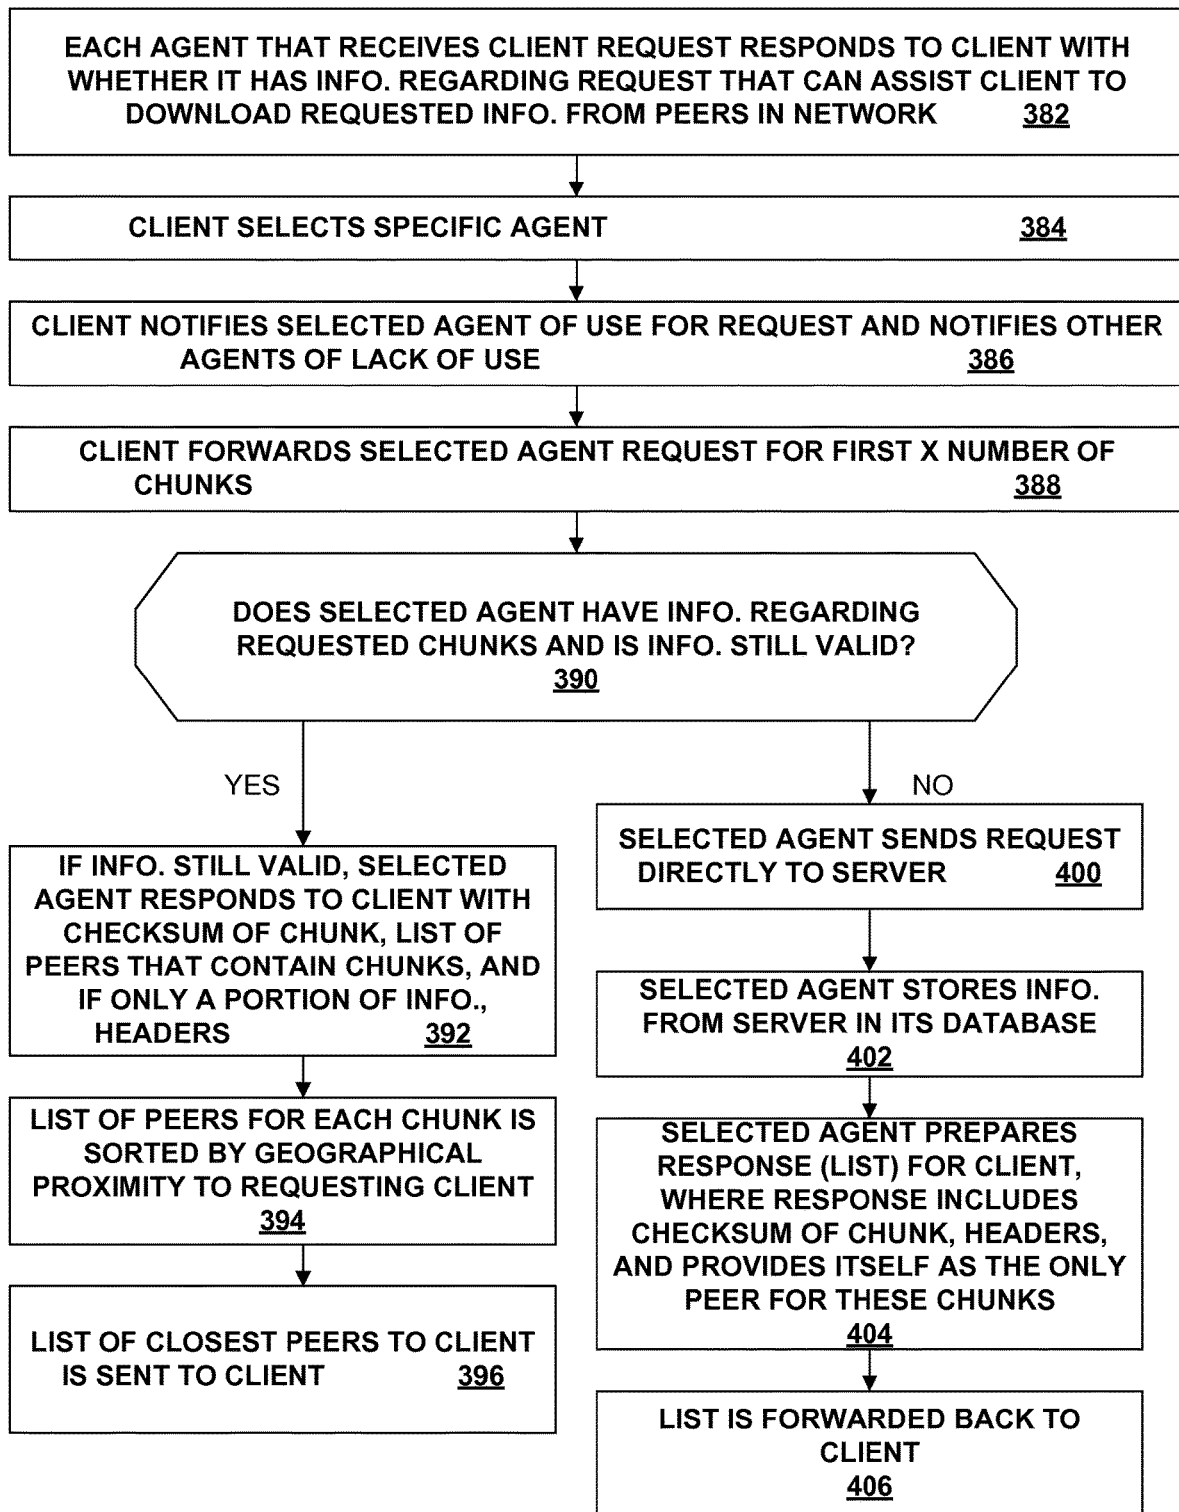 EACH AGENT THAT RECEIVES CLIENT REQUEST RESPONDS TO CLIENT WITH
WHETHER IT HAS INFO. REGARDING REQUEST THAT CAN ASSIST CLIENT TO
DOWNLOAD REQUESTED INFO. FROM PEERS IN NETWORK 382
CLIENT SELECTS SPECIFIC AGENT 384
CLIENT NOTIFIES SELECTED AGENT OF USE FOR REQUEST AND NOTIFIES OTHER
AGENTS OF LACK OF USE 386
CLIENT FORWARDS SELECTED AGENT REQUEST FOR FIRST X NUMBER OF
CHUNKS 388
DOES SELECTED AGENT HAVE INFO. REGARDING
REQUESTED CHUNKS AND IS INFO. STILL VALID?
390
YES
IF INFO. STILL VALID, SELECTED
AGENT RESPONDS TO CLIENT WITH
CHECKSUM OF CHUNK, LIST OF
PEERS THAT CONTAIN CHUNKS, AND
IF ONLY A PORTION OF INFO.,
HEADERS 392
LIST OF PEERS FOR EACH CHUNK IS
SORTED BY GEOGRAPHICAL
PROXIMITY TO REQUESTING CLIENT
394
LIST OF CLOSEST PEERS TO CLIENT
IS SENT TO CLIENT 396
NO
SELECTED AGENT SENDS REQUEST
DIRECTLY TO SERVER 400
SELECTED AGENT STORES INFO.
FROM SERVER IN ITS DATABASE
402
SELECTED AGENT PREPARES
RESPONSE (LIST) FOR CLIENT,
WHERE RESPONSE INCLUDES
CHECKSUM OF CHUNK, HEADERS,
AND PROVIDES ITSELF AS THE ONLY
PEER FOR THESE CHUNKS
404
LIST IS FORWARDED BACK TO
CLIENT
406